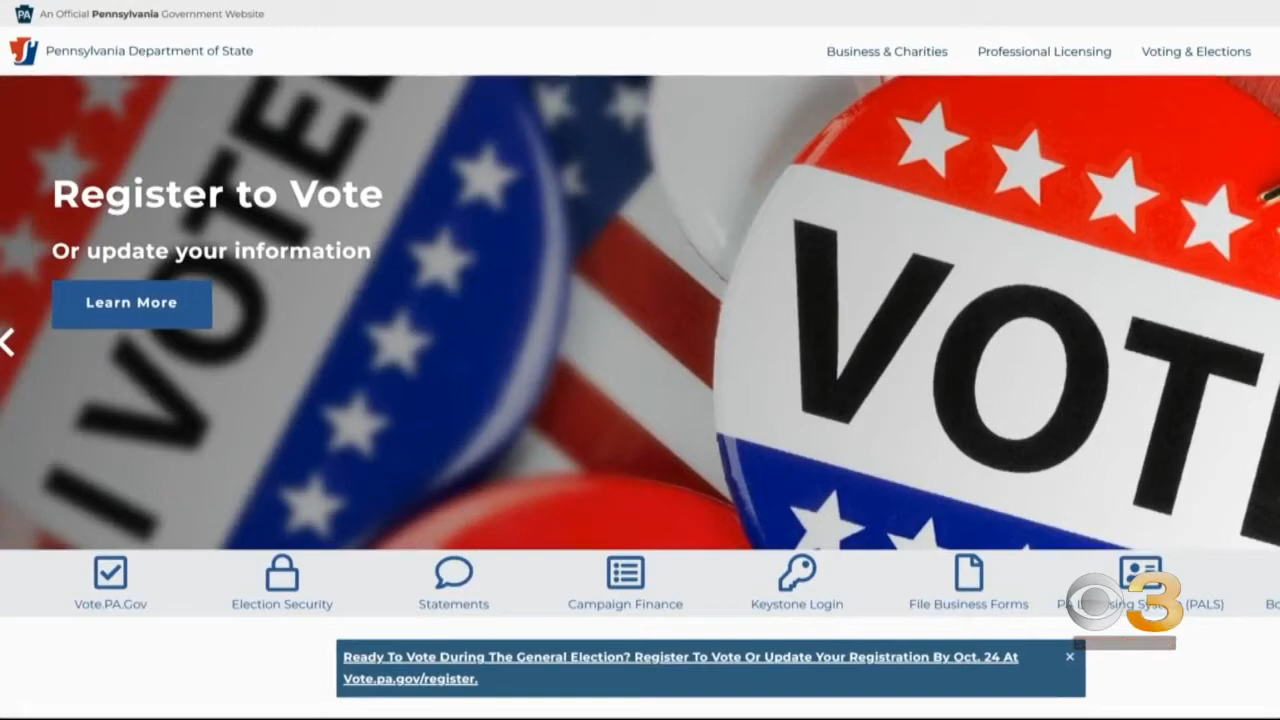 PA An Official Pennsylvania Government Website
Pennsylvania Department of State
Business & Charities
Professional Licensing
Voting & Elections
I VOTE
VOT
Register to Vote
Or update your information
Learn More
Vote.PA.Gov
Election Security
Statements
Campaign Finance
Keystone Login
File Business Forms
(PALS)
3
Ready To Vote During The General Election? Register To Vote Or Update Your Registration By Oct. 24 At
Vote.pa.gov/register.